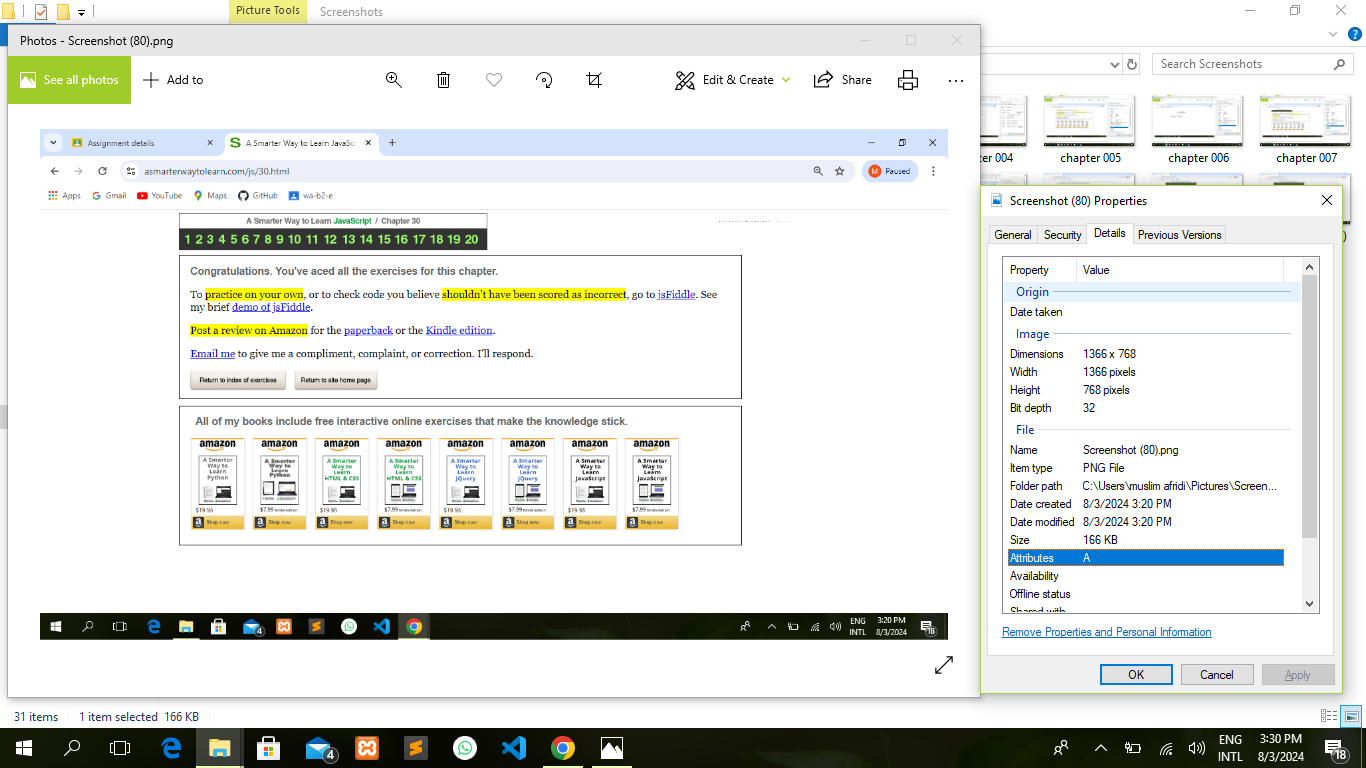 Picture Tools
Screenshots
Photos - Screenshot (80).png
See all photos
Add to
Edit & Create
Share
Search Screenshots
er 004
chapter 005
chapter 006
chapter 007
Assignment details
A Smarter Way to Learn JavaSc
asmarterwaytolearn.com/js/30.html
M Paused
Apps
Gmail
YouTube
Maps
GitHub
wa-b2-e
A Smarter Way to Learn JavaScript / Chapter 30
1 2 3 4 5 6 7 8 9 10 11 12 13 14 15 16 17 18 19 20
Congratulations. You've aced all the exercises for this chapter.
To practice on your own, or to check code you believe shouldn't have been scored as incorrect, go to jsFiddle. See
my brief demo of jsFiddle.
Post a review on Amazon for the paperback or the Kindle edition.
Email me to give me a compliment, complaint, or correction. I'll respond.
Return to index of exercises
Return to site home page
All of my books include free interactive online exercises that make the knowledge stick.
amazon amazon amazon amazon amazon amazon amazon amazon
A Smarter Way to Learn Python
A Smarter Way to Learn Python
A Smarter Way to Learn HTML & CSS
A Smarter Way to Learn HTML & CSS
A Smarter Way to Learn jQuery
A Smarter Way to Learn jQuery
A Smarter Way to Learn JavaScript
A Smarter Way to Learn JavaScript
$19.95 $7.99 Kindle edition $19.95 $7.99 Kindle edition $19.95 $7.99 Kindle edition $19.95 $7.99 Kindle edition
Shop now Shop now Shop now Shop now Shop now Shop now Shop now Shop now
4
ENG
INTL
3:20 PM
8/3/2024
18
Screenshot (80) Properties
General
Security
Details
Previous Versions
Property Value
Origin
Date taken
Image
Dimensions 1366 x 768
Width 1366 pixels
Height 768 pixels
Bit depth 32
File
Name Screenshot (80).png
Item type PNG File
Folder path C:\Users\muslim afridi\Pictures\Screen...
Date created 8/3/2024 3:20 PM
Date modified 8/3/2024 3:20 PM
Size 166 KB
Attributes A
Availability
Offline status
Shared with
Remove Properties and Personal Information
OK
Cancel
Apply
31 items 1 item selected 166 KB
4
ENG
INTL
3:30 PM
8/3/2024
18